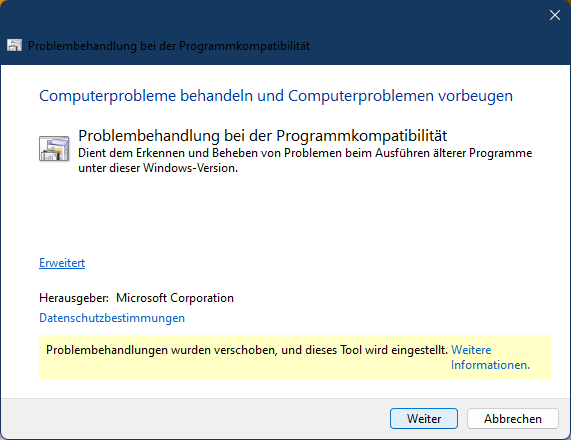 Problembehandlung bei der Programmkompatibilität
Computerprobleme behandeln und Computerproblemen vorbeugen
Problembehandlung bei der Programmkompatibilität
Dient dem Erkennen und Beheben von Problemen beim Ausführen älterer Programme
unter dieser Windows-Version.
Erweitert
Herausgeber: Microsoft Corporation
Datenschutzbestimmungen
Problembehandlungen wurden verschoben, und dieses Tool wird eingestellt. Weitere
Informationen.
Weiter Abbrechen